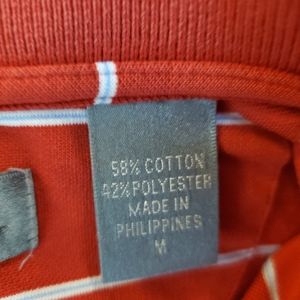 58% COTTON
42% POLYESTER
MADE IN
PHILIPPINES
M